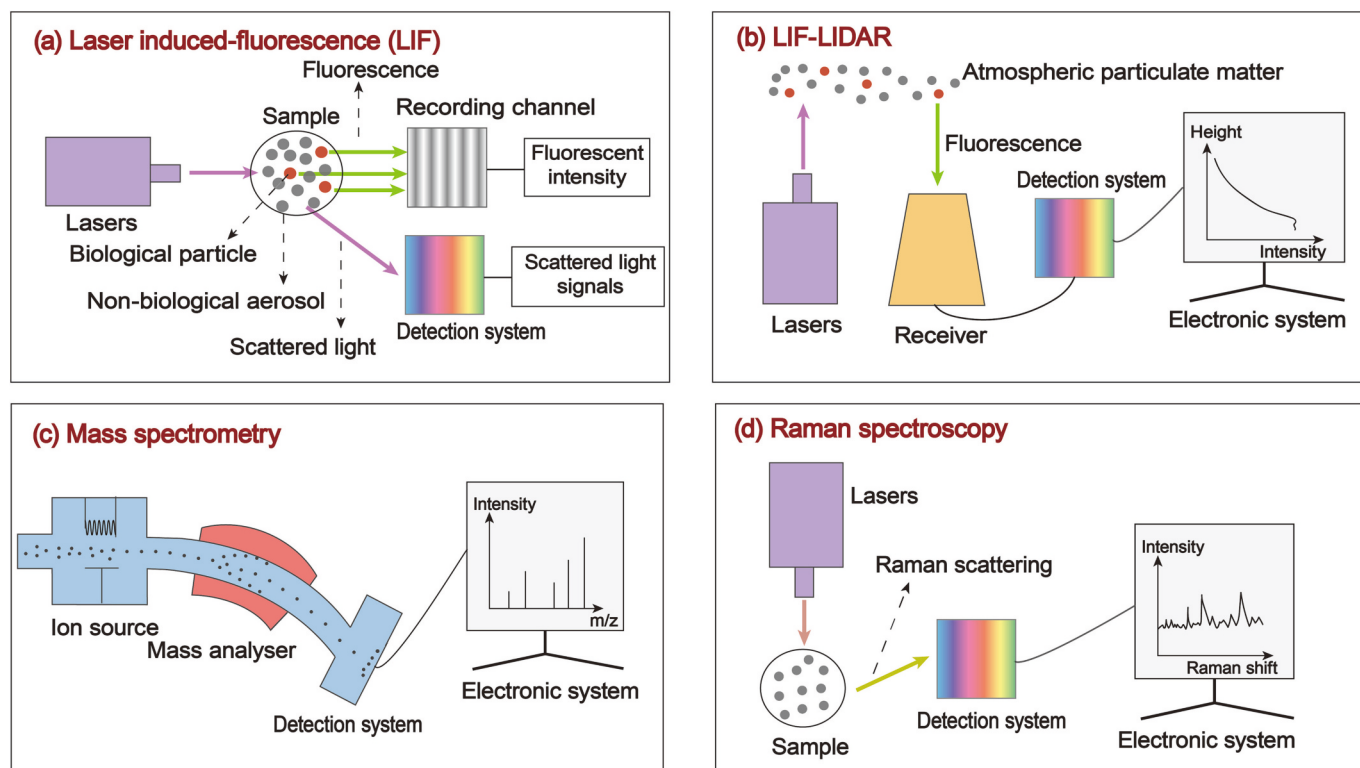 (a) Laser induced-fluorescence (LIF)
Fluorescence
Sample
Recording channel
Fluorescent
intensity
Lasers
Biological particle
Non-biological aerosol
Scattered light
Detection system
Scattered light
signals
(b) LIF-LIDAR
Atmospheric particulate matter
Fluorescence
Height
Detection system
Intensity
Lasers
Receiver
Electronic system
(c) Mass spectrometry
Intensity
m/z
Ion source
Mass analyser
Electronic system
Detection system
(d) Raman spectroscopy
Lasers
Raman scattering
Intensity
Raman shift
Sample
Detection system
Electronic system